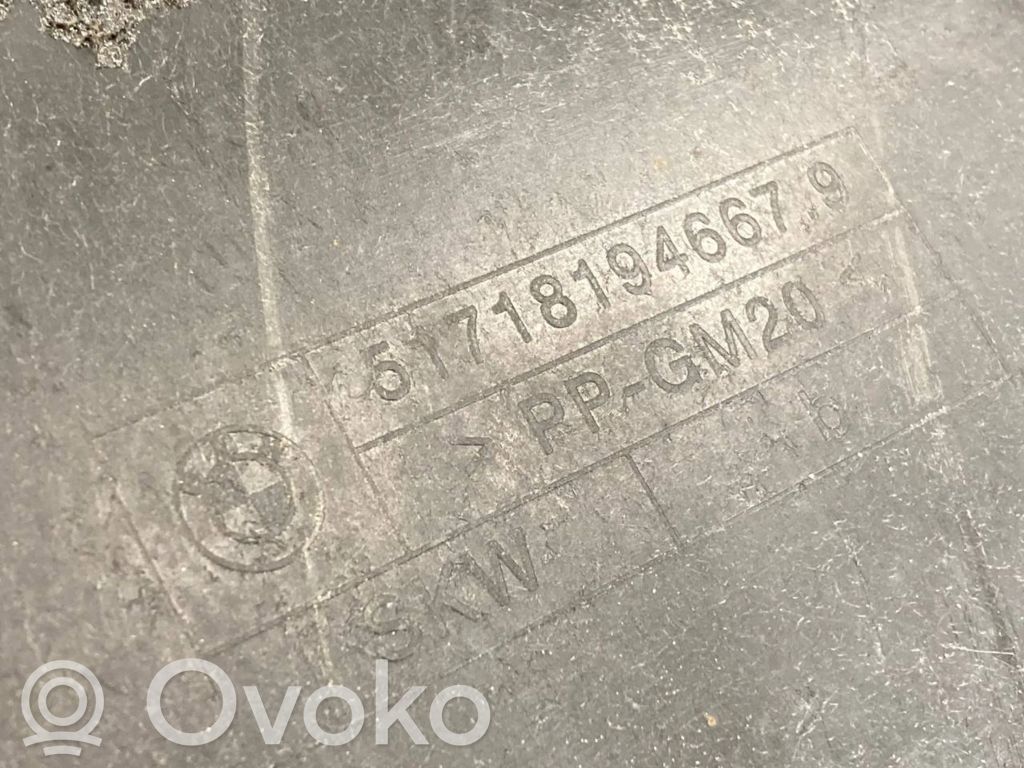 51718194667.9
> PP-GM20 <
SKW
Ovoko